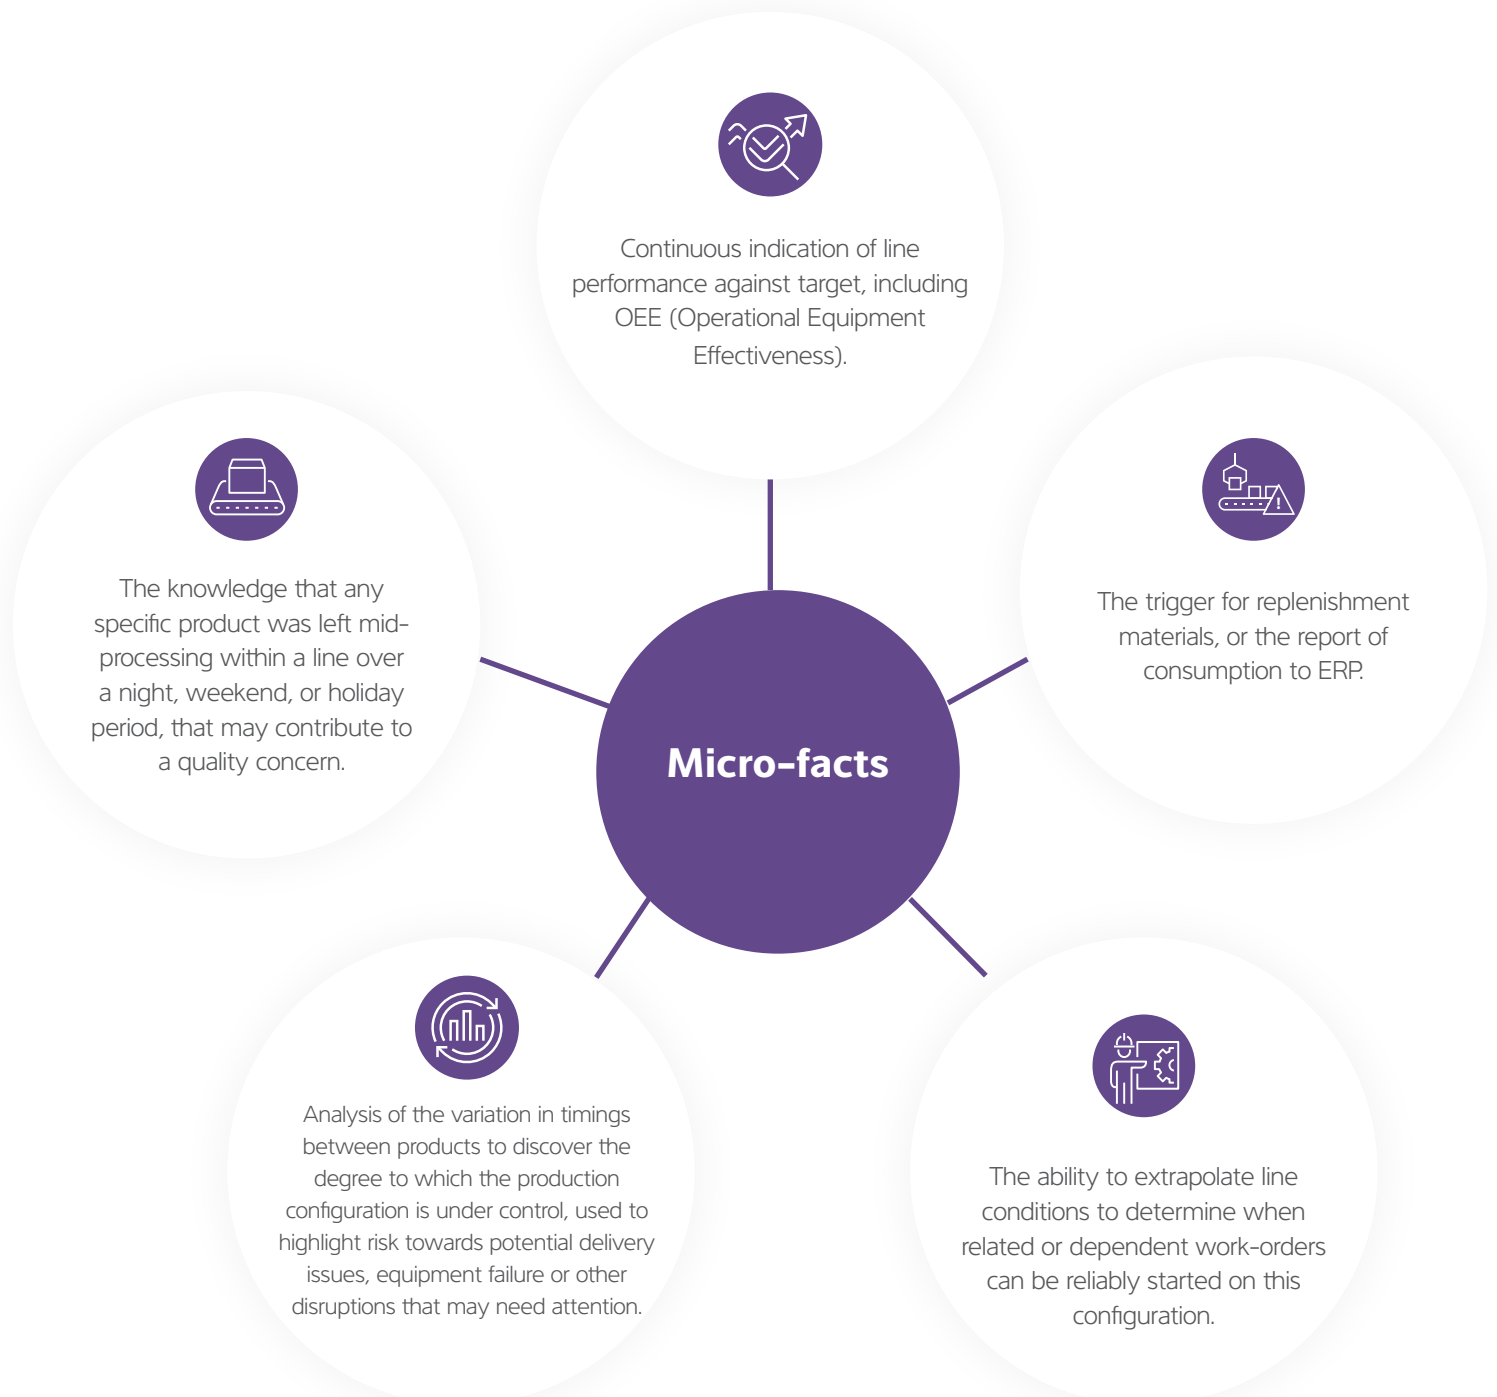 Continuous indication of line
performance against target, including
OEE (Operational Equipment
Effectiveness).
The knowledge that any
specific product was left mid-
processing within a line over
a night, weekend, or holiday
period, that may contribute to
a quality concern.
The trigger for replenishment
materials, or the report of
consumption to ERP.
Micro-facts
Analysis of the variation in timings
between products to discover the
degree to which the production
configuration is under control, used to
highlight risk towards potential delivery
issues, equipment failure or other
disruptions that may need attention.
The ability to extrapolate line
conditions to determine when
related or dependent work-orders
can be reliably started on this
configuration.